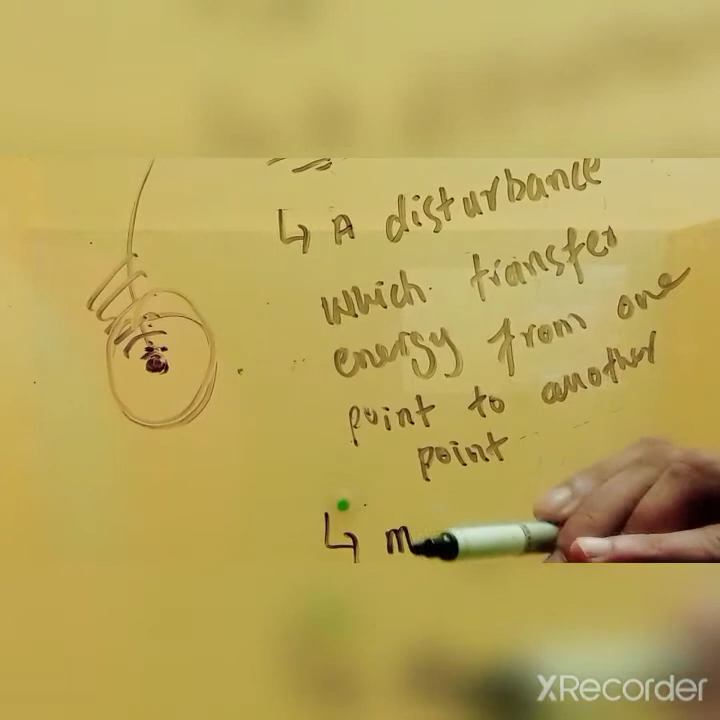 ↳ A disturbance
which transfer
energy from one
point to another
point
↳ m
XRecorder